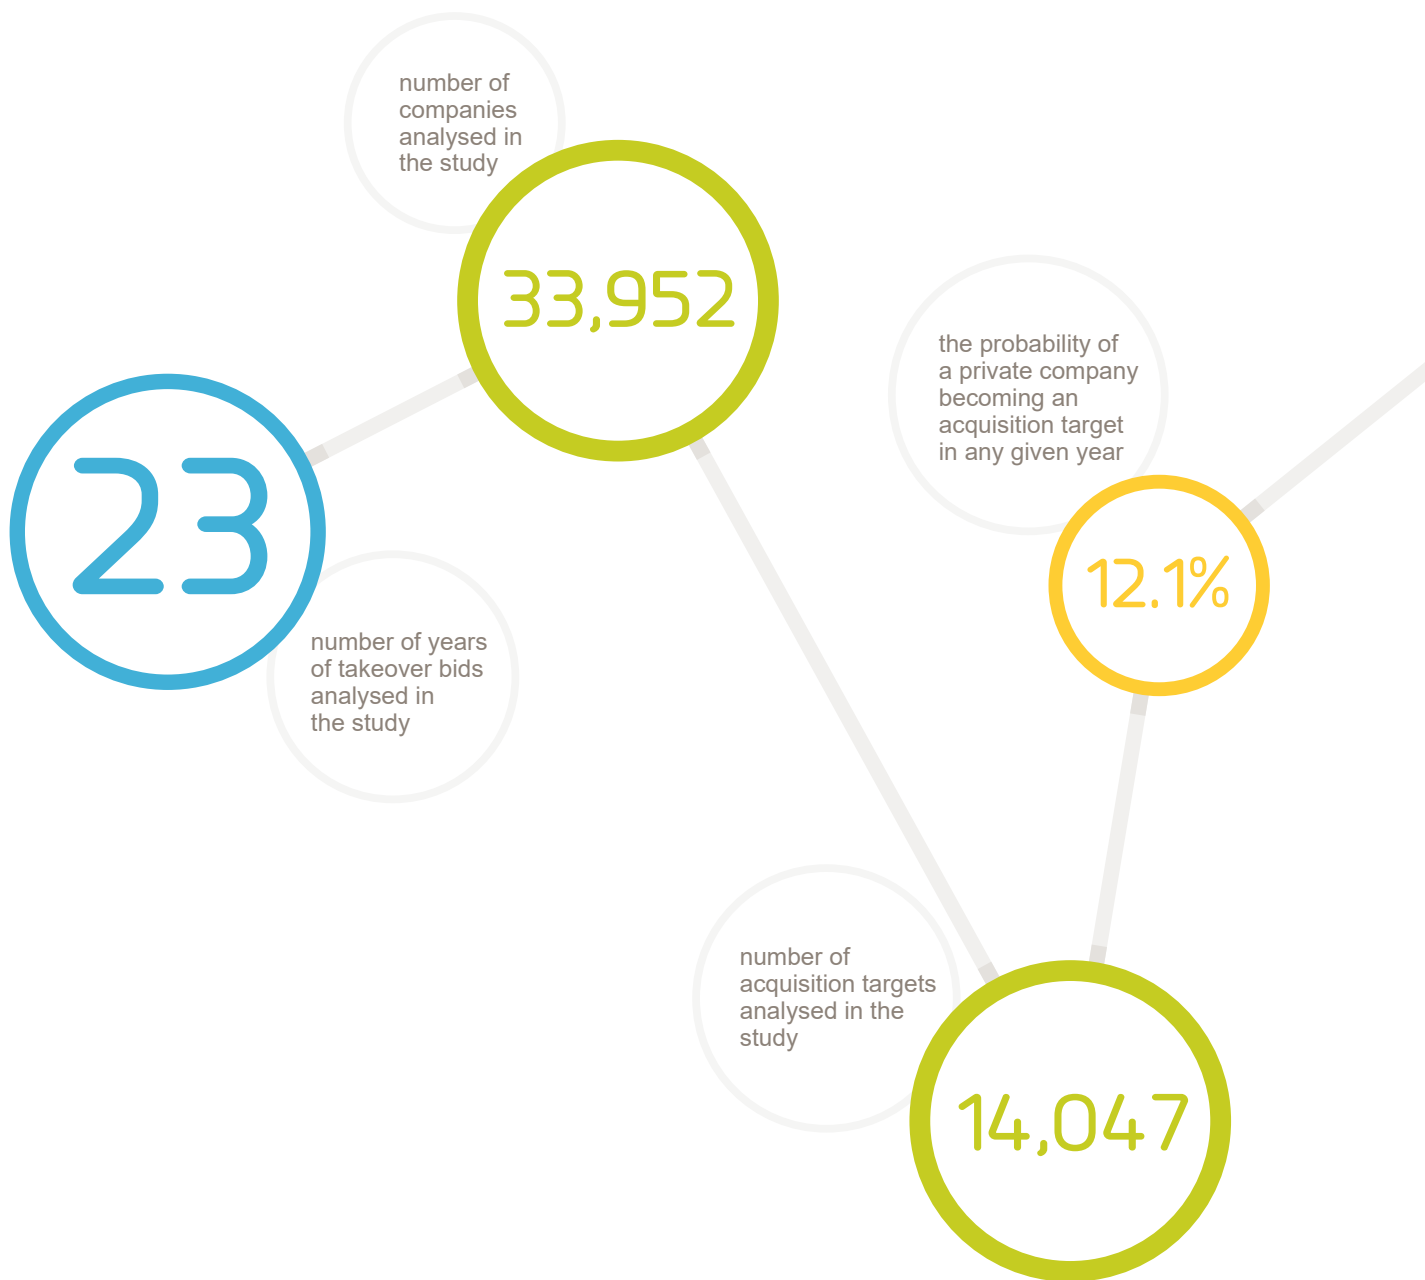 number of
companies
analysed in
the study
33,952
23
number of years
of takeover bids
analysed in
the study
the probability of
a private company
becoming an
acquisition target
in any given year
12.1%
number of
acquisition targets
analysed in the
study
14,047